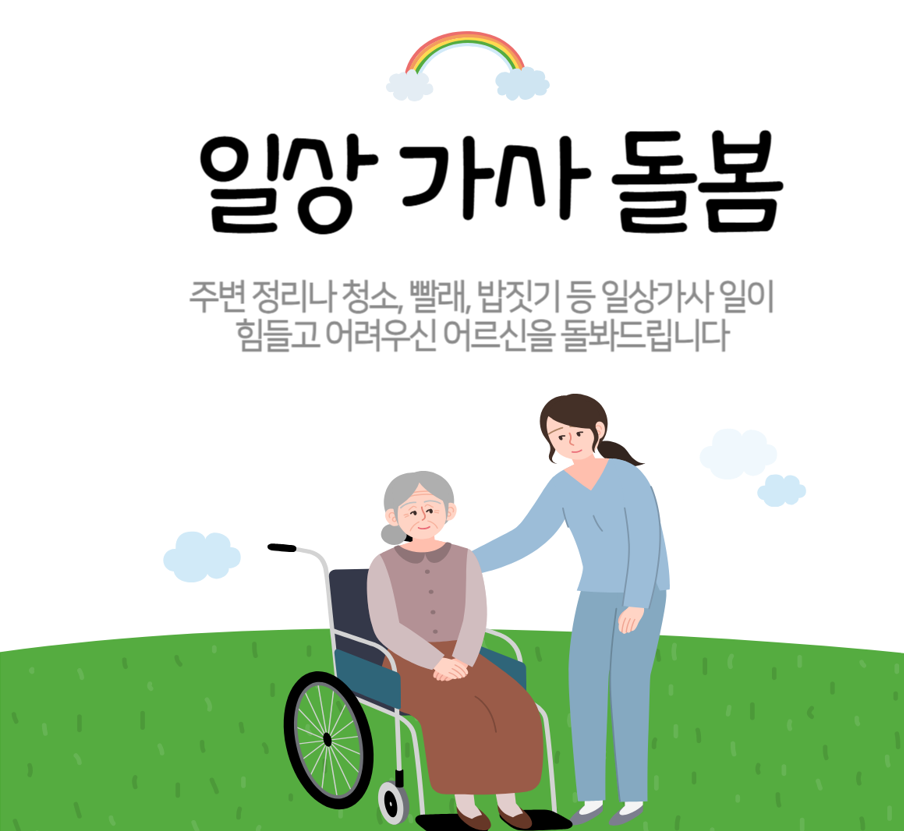 일상 가사 돌봄
주변 정리나 청소, 빨래, 밥짓기 등 일상가사 일이
힘들고 어려우신 어르신을 돌봐드립니다